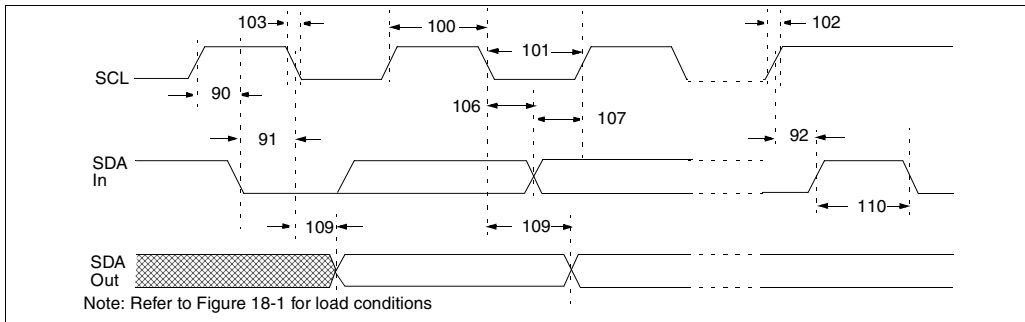 103
100
102
101
SCL
90
106
107
91
92
SDA
In
110
109
109
SDA
Out
Note: Refer to Figure 18-1 for load conditions